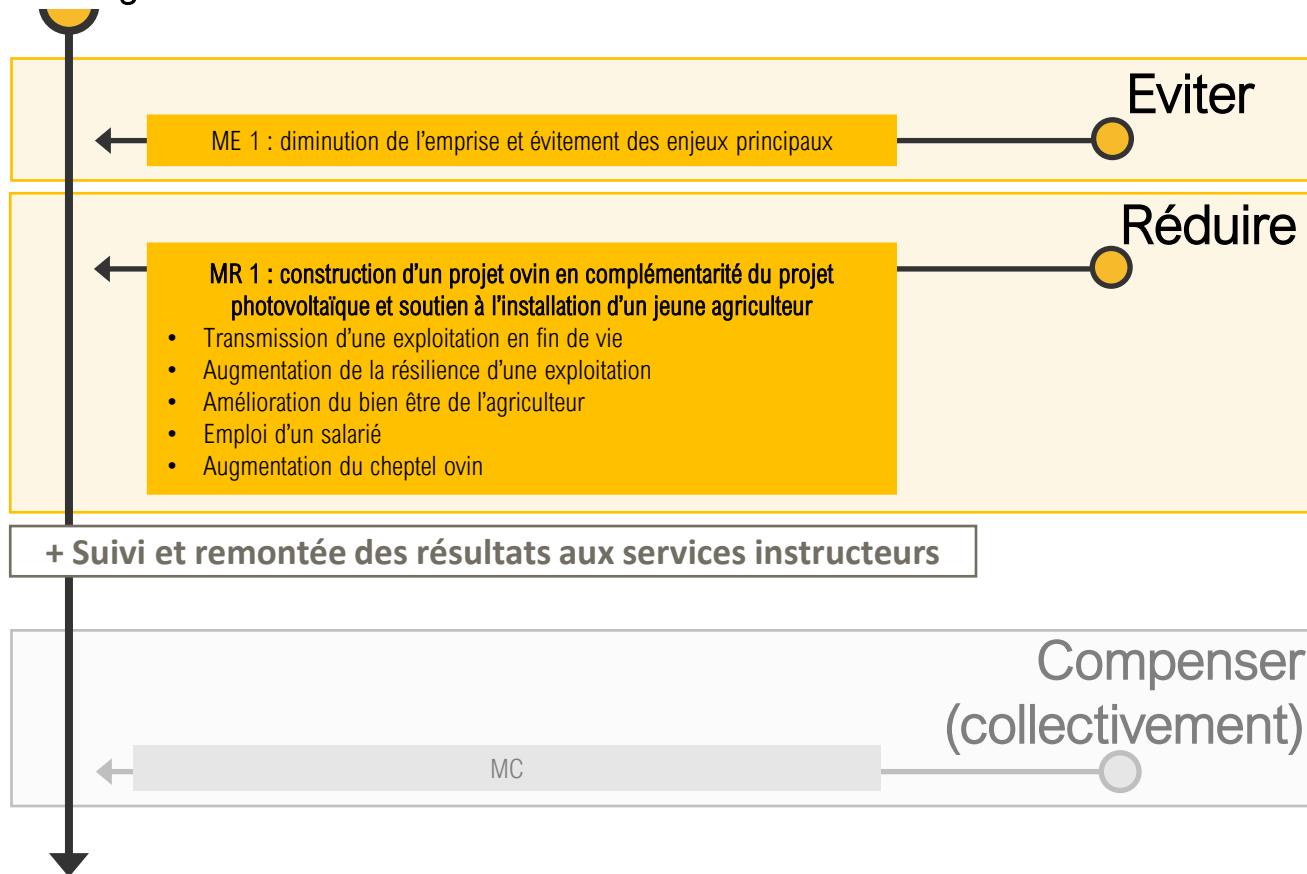 Eviter
ME 1 : diminution de l'emprise et évitement des enjeux principaux
Réduire
MR 1 : construction d'un projet ovin en complémentarité du projet
photovoltaïque et soutien à l'installation d'un jeune agriculteur
• Transmission d'une exploitation en fin de vie
• Augmentation de la résilience d'une exploitation
• Amélioration du bien être de l'agriculteur
• Emploi d'un salarié
• Augmentation du cheptel ovin
+ Suivi et remontée des résultats aux services instructeurs
Compenser
(collectivement)
MC